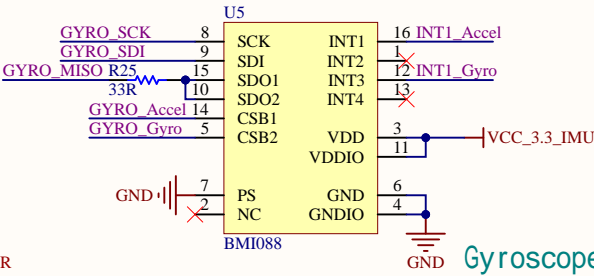 U5
GYRO_SCK 8 SCK INT1 16 INT1_Accel
GYRO_SDI 9 SDI INT2 1
GYRO_MISO R25 33R 15 SDO1 INT3 12 INT1_Gyro
10 SDO2 INT4 13
GYRO_Accel 14 CSB1
GYRO_Gyro 5 CSB2 VDD 3 VCC_3.3_IMU
VDDIO 11
GND 7 PS GND 6
2 NC GNDIO 4
BMI088
R GND Gyroscope